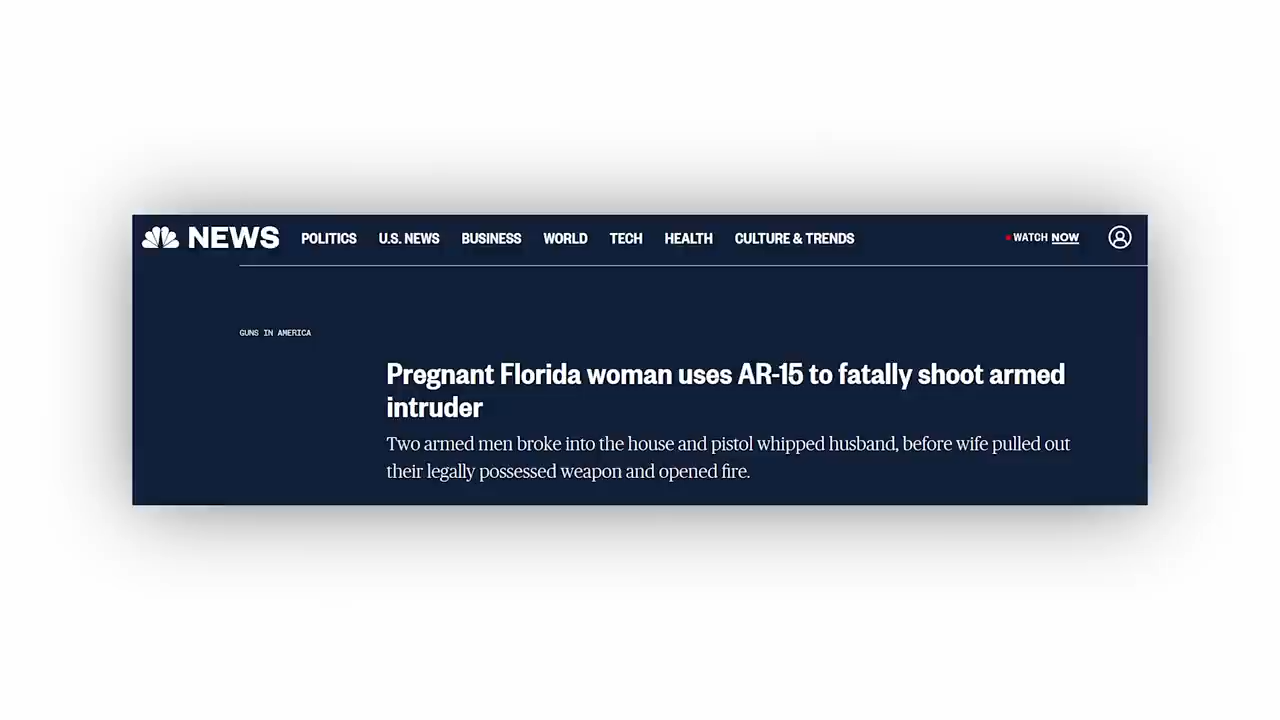 NEWS POLITICS U.S. NEWS BUSINESS WORLD TECH HEALTH CULTURE & TRENDS WATCH NOW
GUNS IN AMERICA
Pregnant Florida woman uses AR-15 to fatally shoot armed
intruder
Two armed men broke into the house and pistol whipped husband, before wife pulled out
their legally possessed weapon and opened fire.